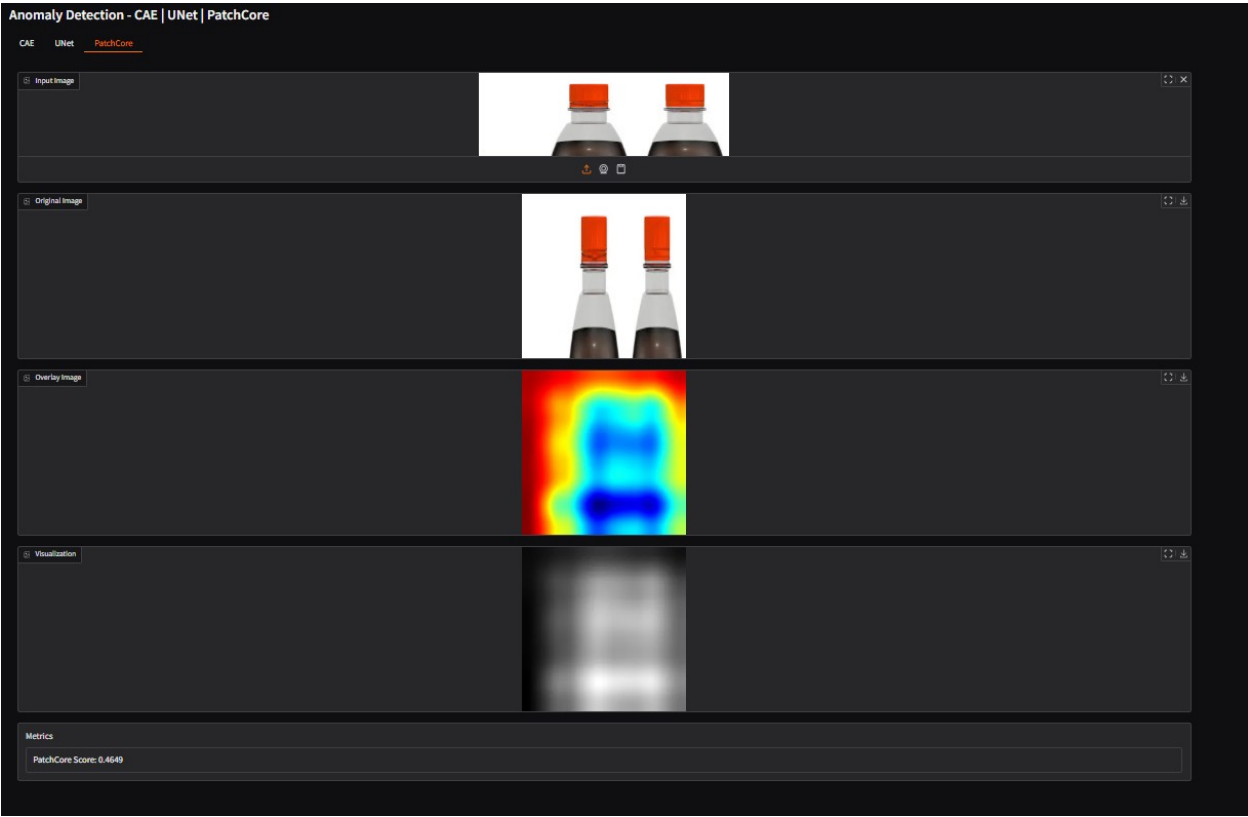 Anomaly Detection - CAE | UNet | PatchCore
CAE UNet PatchCore
Input Image
Original Image
Overlay Image
Visualization
Metrics
PatchCore Score: 0.4649